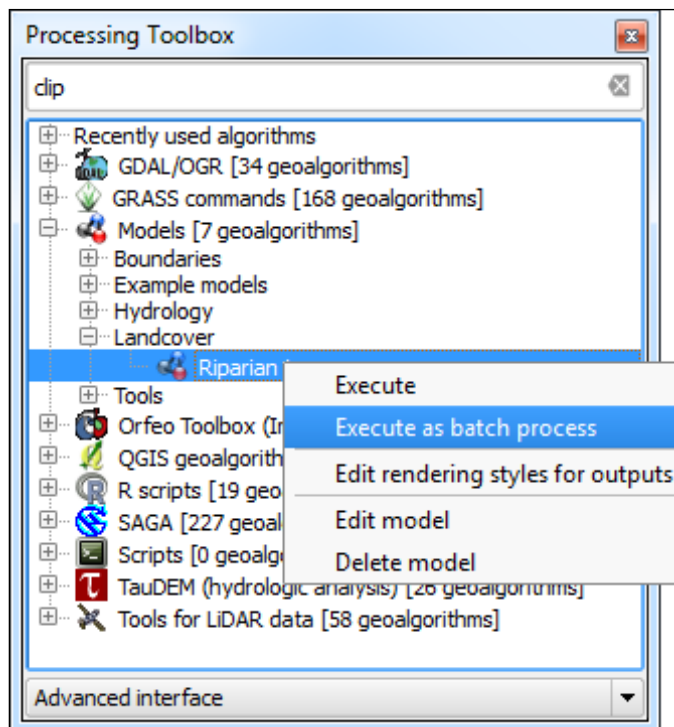 Processing Toolbox
clip
Recently used algorithms
GDAL/OGR [34 geoalgorithms]
GRASS commands [168 geoalgorithms]
Models [7 geoalgorithms]
Boundaries
Example models
Hydrology
Landcover
Riparian
Execute
Tools
Orfeo Toolbox (
Execute as batch process
QGIS geoalgorith
Edit rendering styles for outputs
R scripts [19 geo
SAGA [227 geoal
Edit model
Scripts [0 geoalg
Delete model
TauDEM (hydrologic analysis) [26 geoalgorithms]
Tools for LiDAR data [58 geoalgorithms]
Advanced interface